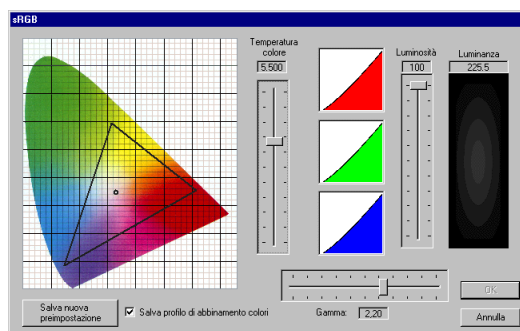 sRGB
Temperatura
colore
5.500
Luminosità
100
Luminanza
225.5
Salva nuova
preimpostazione
Salva profilo di abbinamento colori
Gamma:
2,20
OK
Annulla